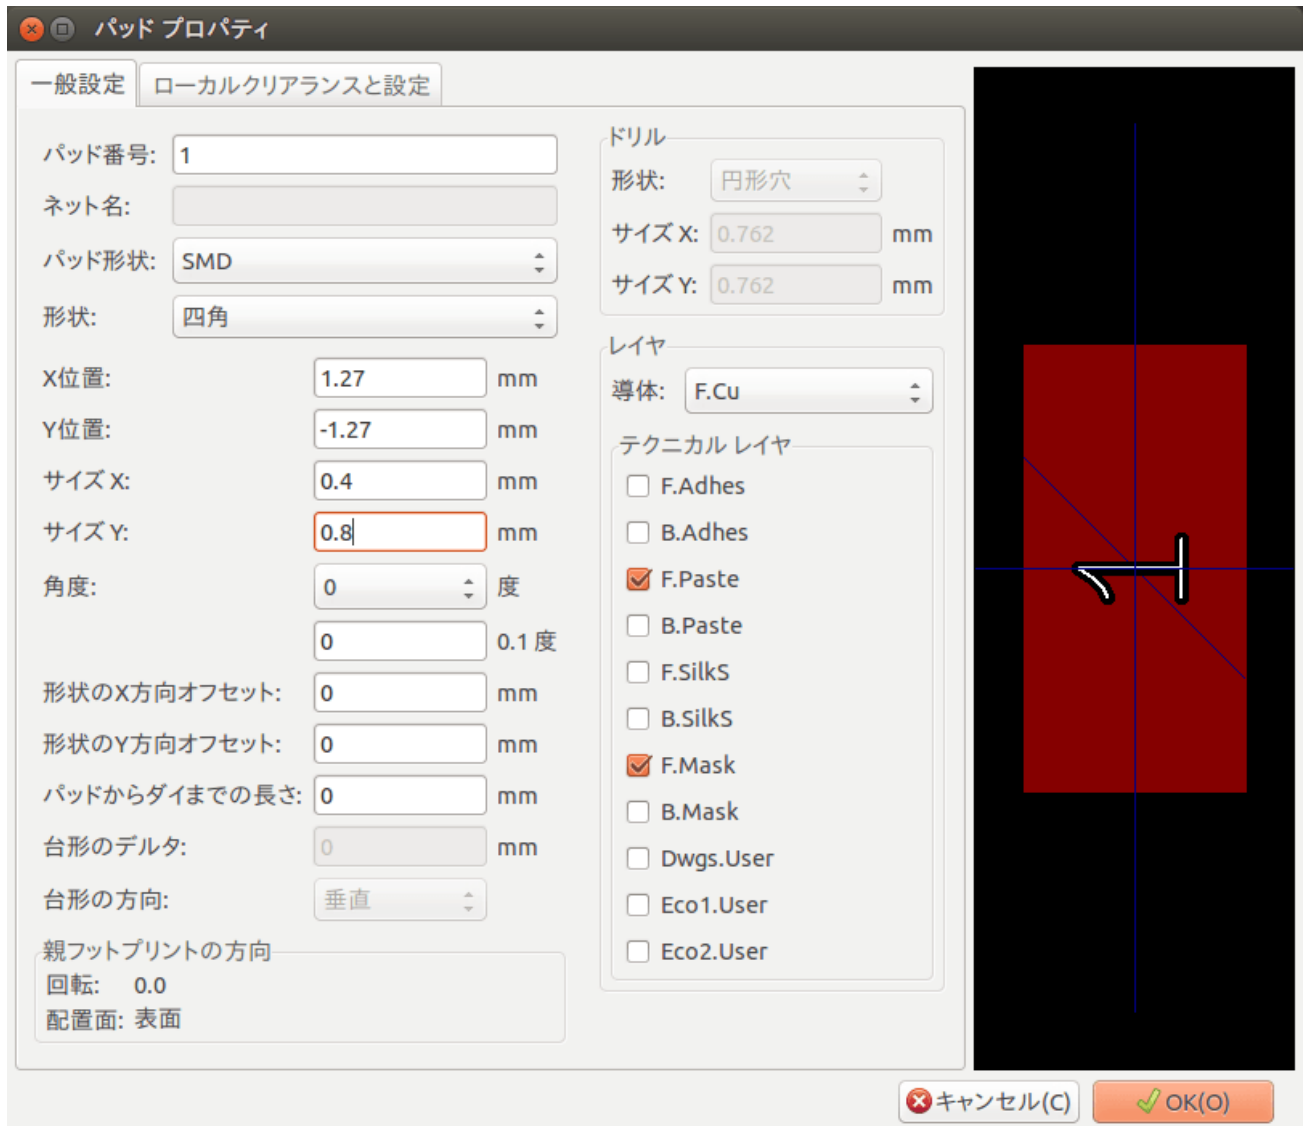 パッド プロパティ
一般設定
ローカルクリアランスと設定
パッド番号: 1
ネット名:
パッド形状: SMD
形状: 四角
X位置: 1.27 mm
Y位置: -1.27 mm
サイズ X: 0.4 mm
サイズ Y: 0.8 mm
角度: 0 度
0 0.1 度
形状のX方向オフセット: 0 mm
形状のY方向オフセット: 0 mm
パッドからダイまでの長さ: 0 mm
台形のデルタ: 0 mm
台形の方向: 垂直
親フットプリントの方向
回転: 0.0
配置面: 表面
ドリル
形状: 円形穴
サイズ X: 0.762 mm
サイズ Y: 0.762 mm
レイヤ
導体: F.Cu
テクニカル レイヤ
F.Adhes
B.Adhes
F.Paste
B.Paste
F.SilkS
B.SilkS
F.Mask
B.Mask
Dwgs.User
Eco1.User
Eco2.User
1
キャンセル(C)
OK(O)